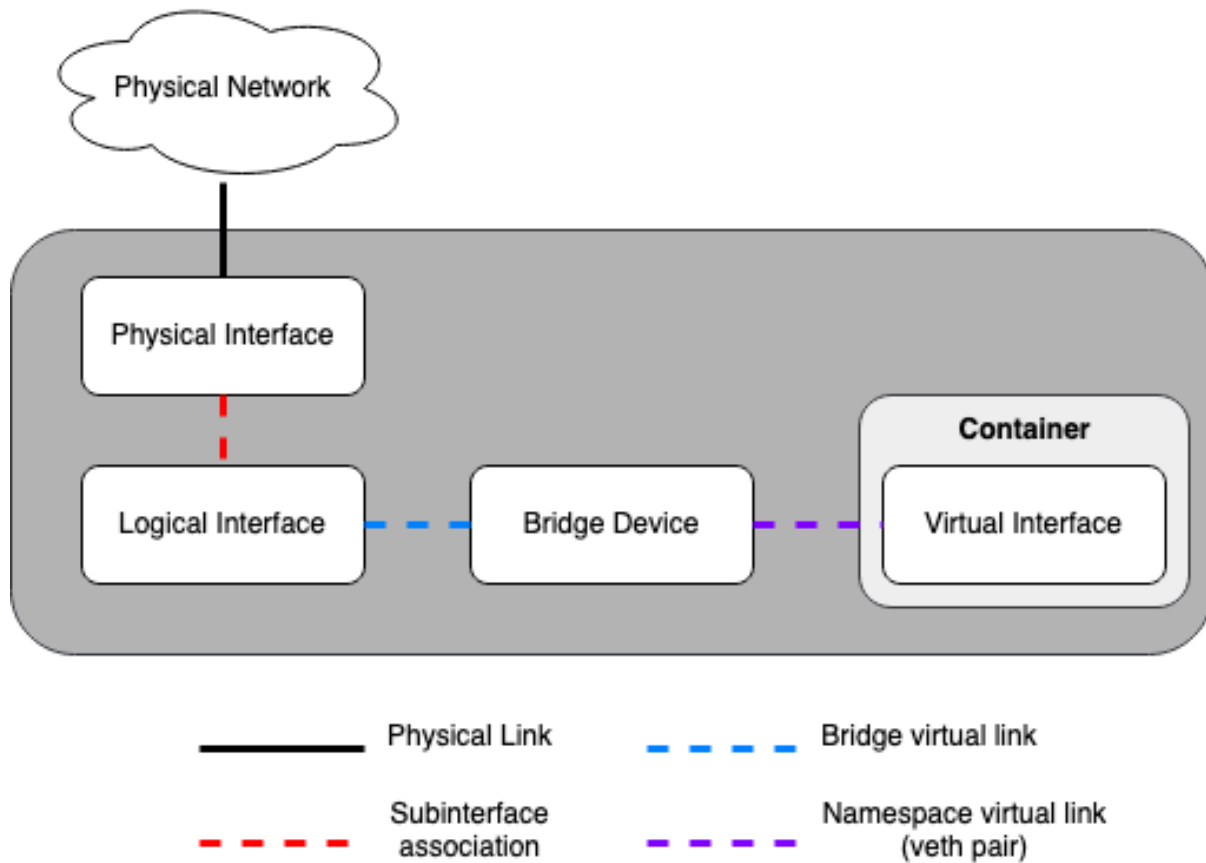 Physical Network
Physical Interface
Container
Logical Interface
Bridge Device
Virtual Interface
Physical Link
Bridge virtual link
Subinterface
association
Namespace virtual link
(veth pair)